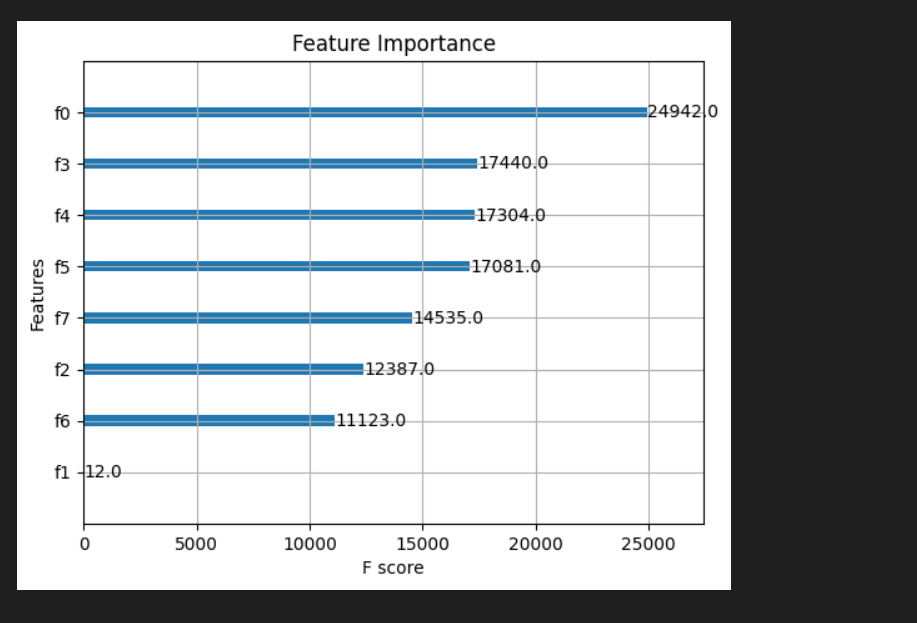 Feature Importance
f0 24942.0
f3 17440.0
f4 17304.0
f5 17081.0
f7 14535.0
f2 12387.0
f6 11123.0
f1 12.0
Features
0 5000 10000 15000 20000 25000
F score